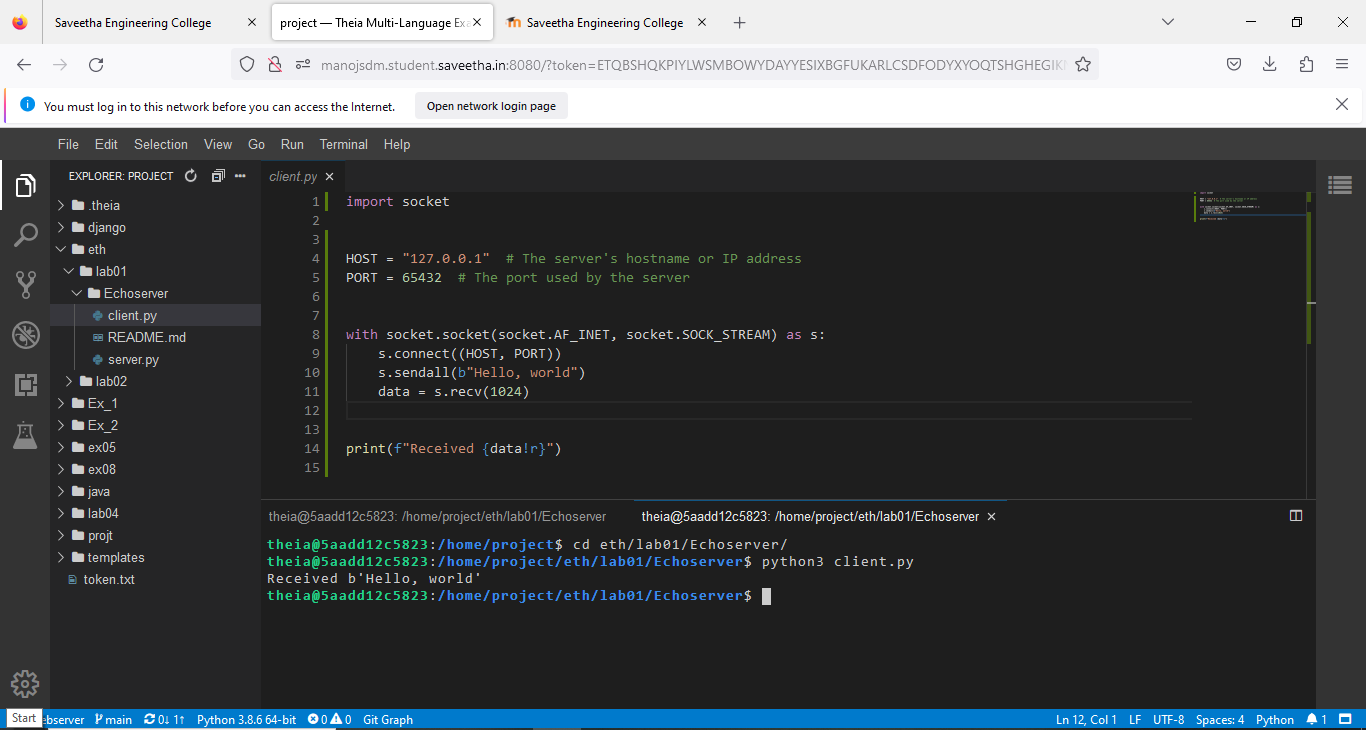 Saveetha Engineering College
project — Theia Multi-Language Exa
Saveetha Engineering College
manojsdm.student.saveetha.in:8080/?token=ETQBSHQKPIYLWSMBOWYDAYYESIXBGFUKARLCSDFODYXYOQTSHGHEGIKI
You must log in to this network before you can access the Internet.
Open network login page
File Edit Selection View Go Run Terminal Help
EXPLORER: PROJECT
.theia
django
eth
lab01
Echoserver
client.py
README.md
server.py
lab02
Ex_1
Ex_2
ex05
ex08
java
lab04
projt
templates
token.txt
client.py
1 import socket
2
3
4 HOST = "127.0.0.1"  # The server's hostname or IP address
5 PORT = 65432  # The port used by the server
6
7
8 with socket.socket(socket.AF_INET, socket.SOCK_STREAM) as s:
9     s.connect((HOST, PORT))
10     s.sendall(b"Hello, world")
11     data = s.recv(1024)
12
13
14 print(f"Received {data!r}")
15
theia@5aadd12c5823: /home/project/eth/lab01/Echoserver
theia@5aadd12c5823: /home/project/eth/lab01/Echoserver
theia@5aadd12c5823:/home/project$ cd eth/lab01/Echoserver/
theia@5aadd12c5823:/home/project/eth/lab01/Echoserver$ python3 client.py
Received b'Hello, world'
theia@5aadd12c5823:/home/project/eth/lab01/Echoserver$
Start
ebserver main 0↓ 1↑ Python 3.8.6 64-bit 0 0 Git Graph
Ln 12, Col 1 LF UTF-8 Spaces: 4 Python 1